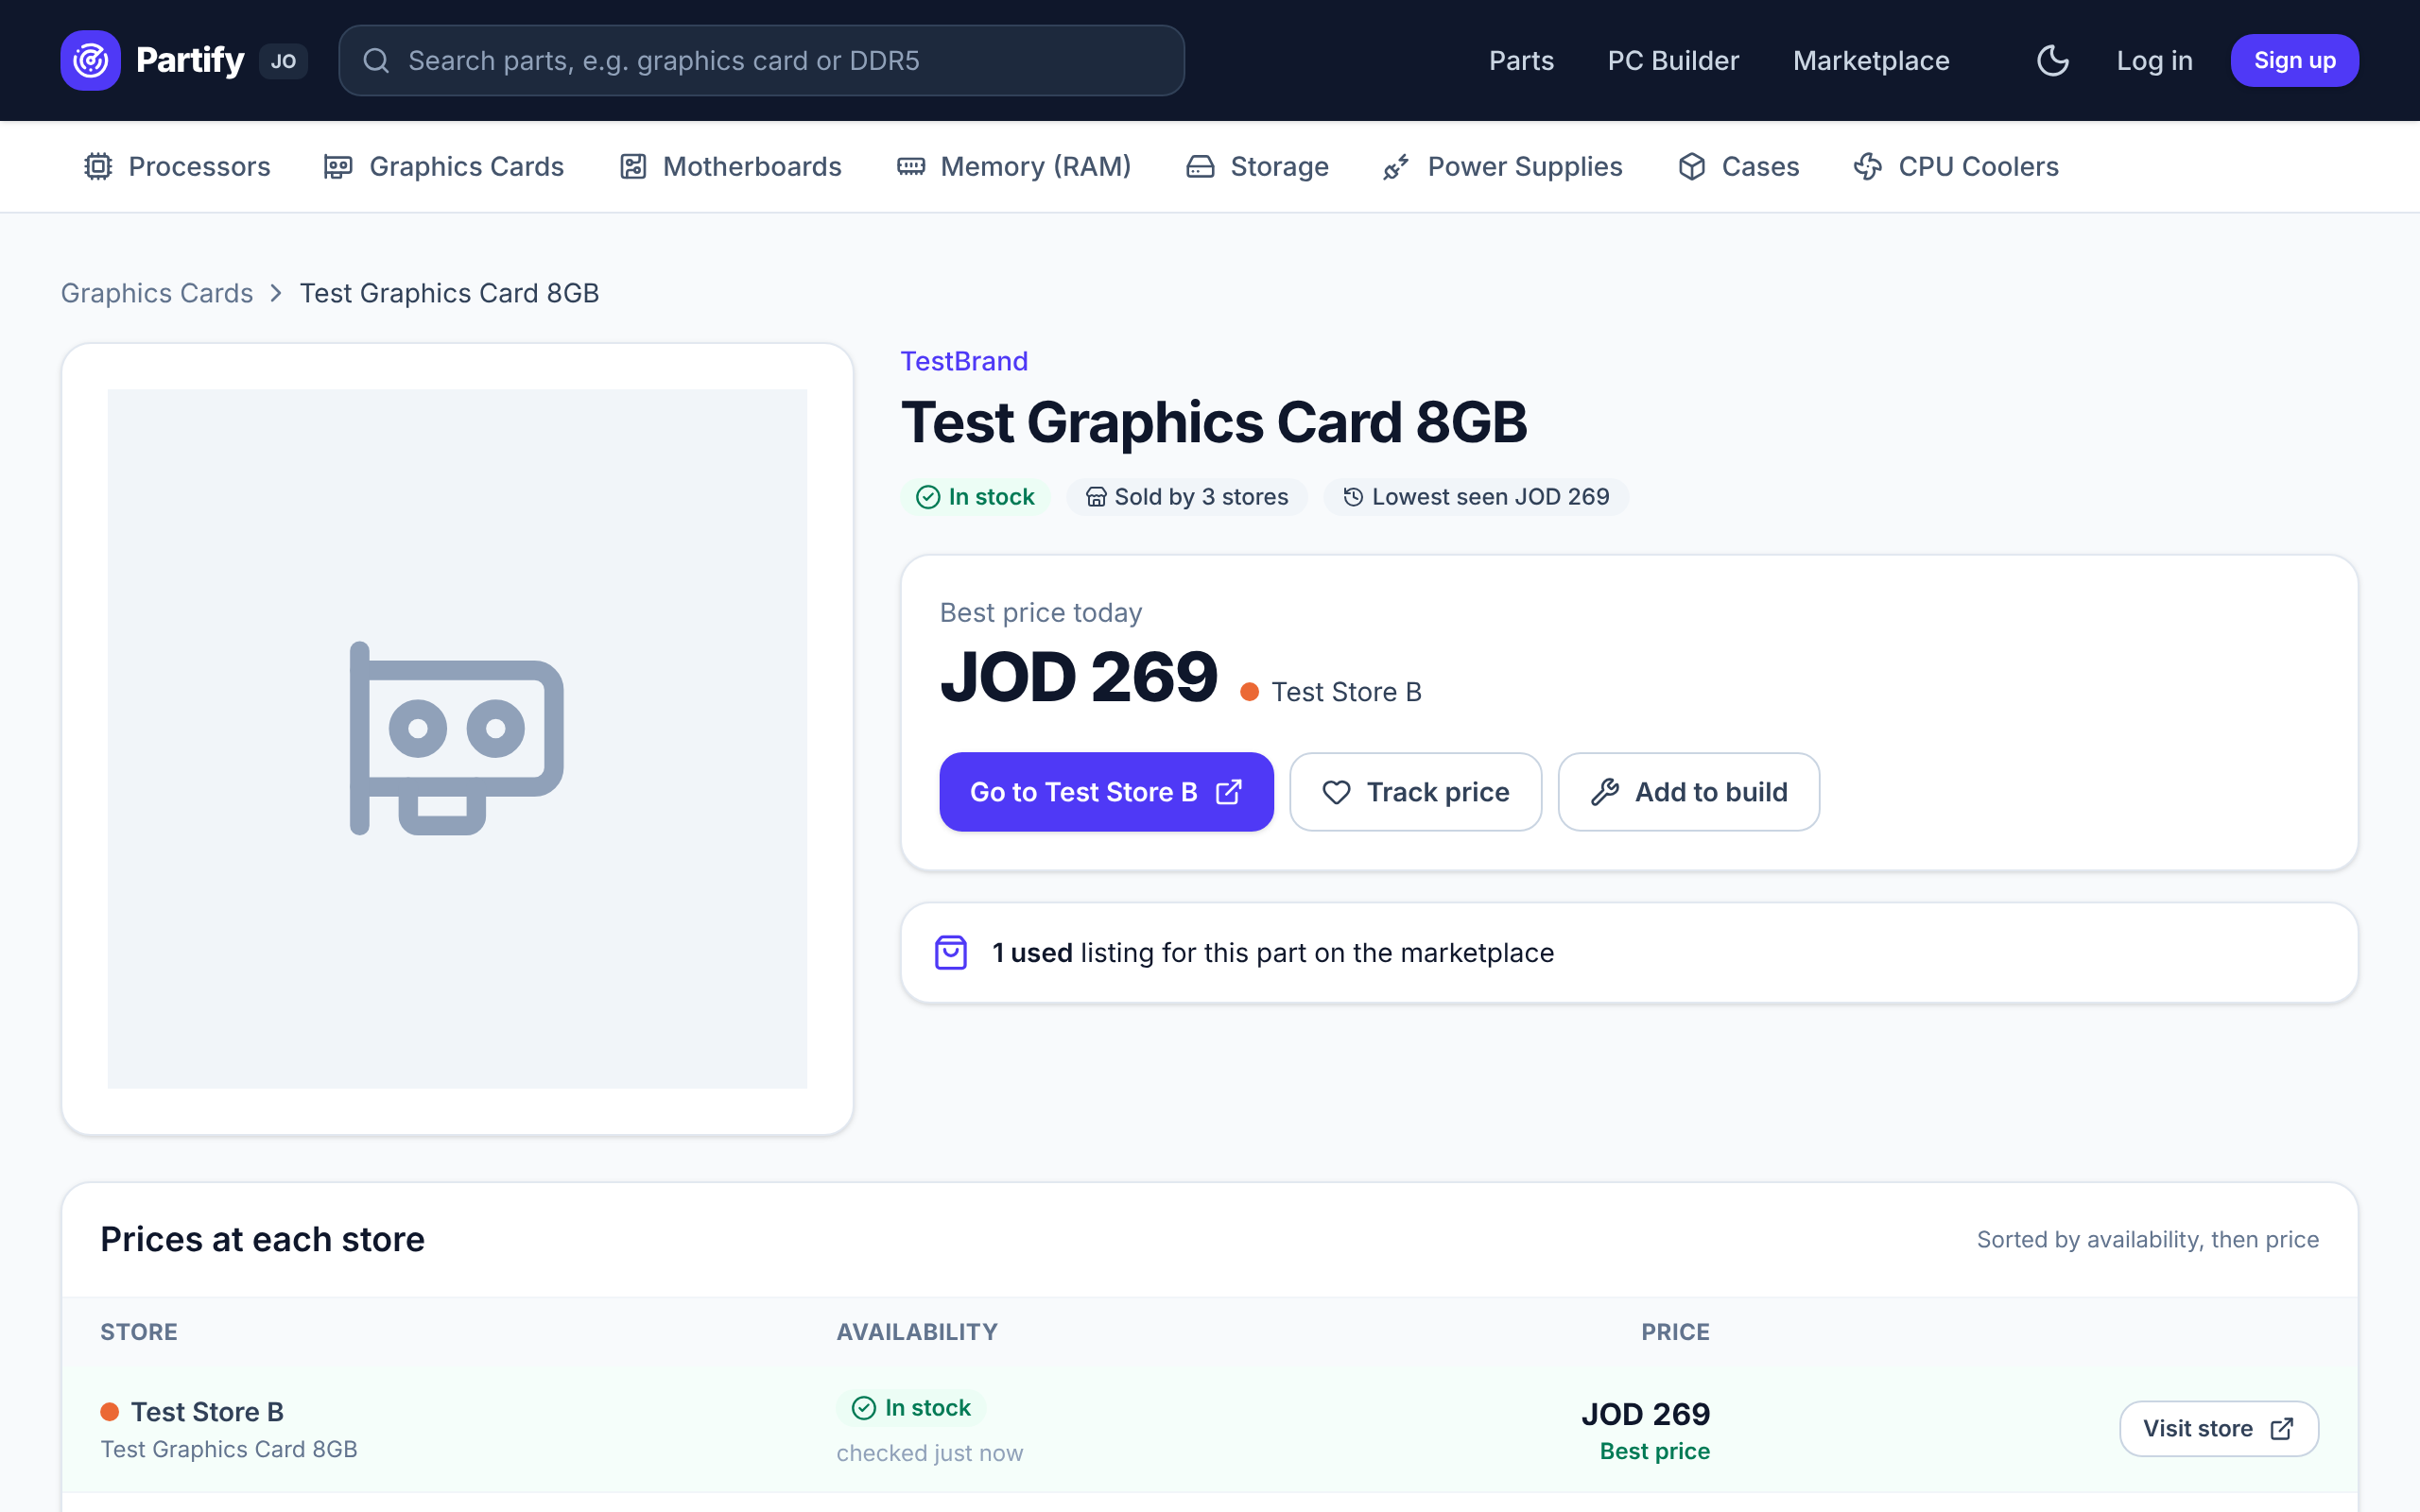 Partify JO
Search parts, e.g. graphics card or DDR5
Parts
PC Builder
Marketplace
Log in
Sign up
Processors
Graphics Cards
Motherboards
Memory (RAM)
Storage
Power Supplies
Cases
CPU Coolers
Graphics Cards > Test Graphics Card 8GB
TestBrand
Test Graphics Card 8GB
In stock
Sold by 3 stores
Lowest seen JOD 269
Best price today
JOD 269 Test Store B
Go to Test Store B
Track price
Add to build
1 used listing for this part on the marketplace
Prices at each store
Sorted by availability, then price
STORE AVAILABILITY PRICE
Test Store B
Test Graphics Card 8GB
In stock
checked just now
JOD 269
Best price
Visit store